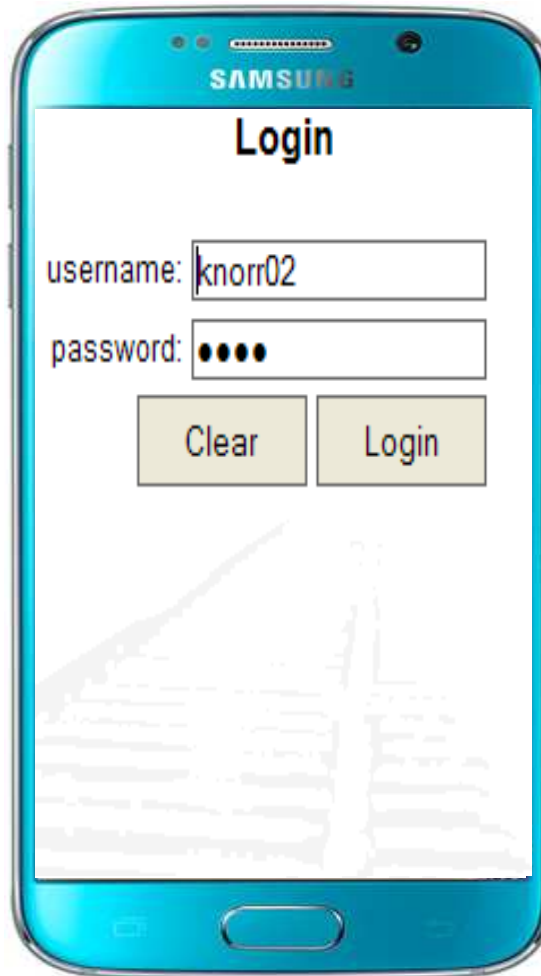 SAMSUNG
Login
username: knorr02
password: ••••
Clear Login